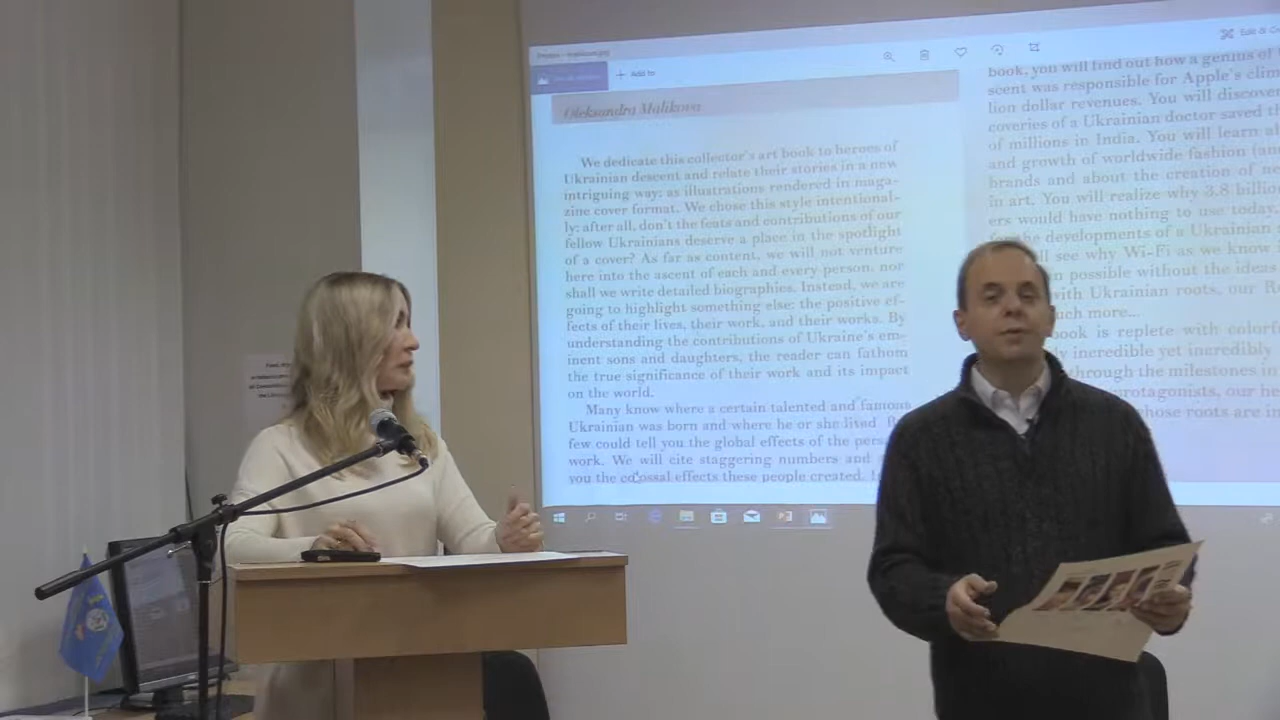 Add to
Edit &
Oleksandra Malikova
We dedicate this collector's art book to heroes of
Ukrainian descent and relate their stories in a new
intriguing way: as illustrations rendered in maga-
zine cover format. We chose this style intentional-
ly; after all, don't the feats and contributions of our
fellow Ukrainians deserve a place in the spotlight
of a cover? As far as content, we will not venture
here into the ascent of each and every person, nor
shall we write detailed biographies. Instead, we are
going to highlight something else: the positive ef-
fects of their lives, their work, and their works. By
understanding the contributions of Ukraine's em-
inent sons and daughters, the reader can fathom
the true significance of their work and its impact
on the world.
Many know where a certain talented and famous
Ukrainian was born and where he or she lived
few could tell you the global effects of the
work. We will cite staggering numbers and
you the colossal effects these people created.
book, you will find out how a genius of
scent was responsible for Apple's
lion dollar revenues. You will
coveries of a Ukrainian doctor saved
of millions in India. You will learn
and growth of worldwide fashion
brands and about the creation of
in art. You will realize why 3.8
ers would have nothing to use today,
for the developments of a Ukrainian
see why Wi-Fi as we know
possible without the ideas
with Ukrainian roots, our
much more...
book is replete with
incredible yet incredibly
through the milestones in
protagonists, our
whose roots are in